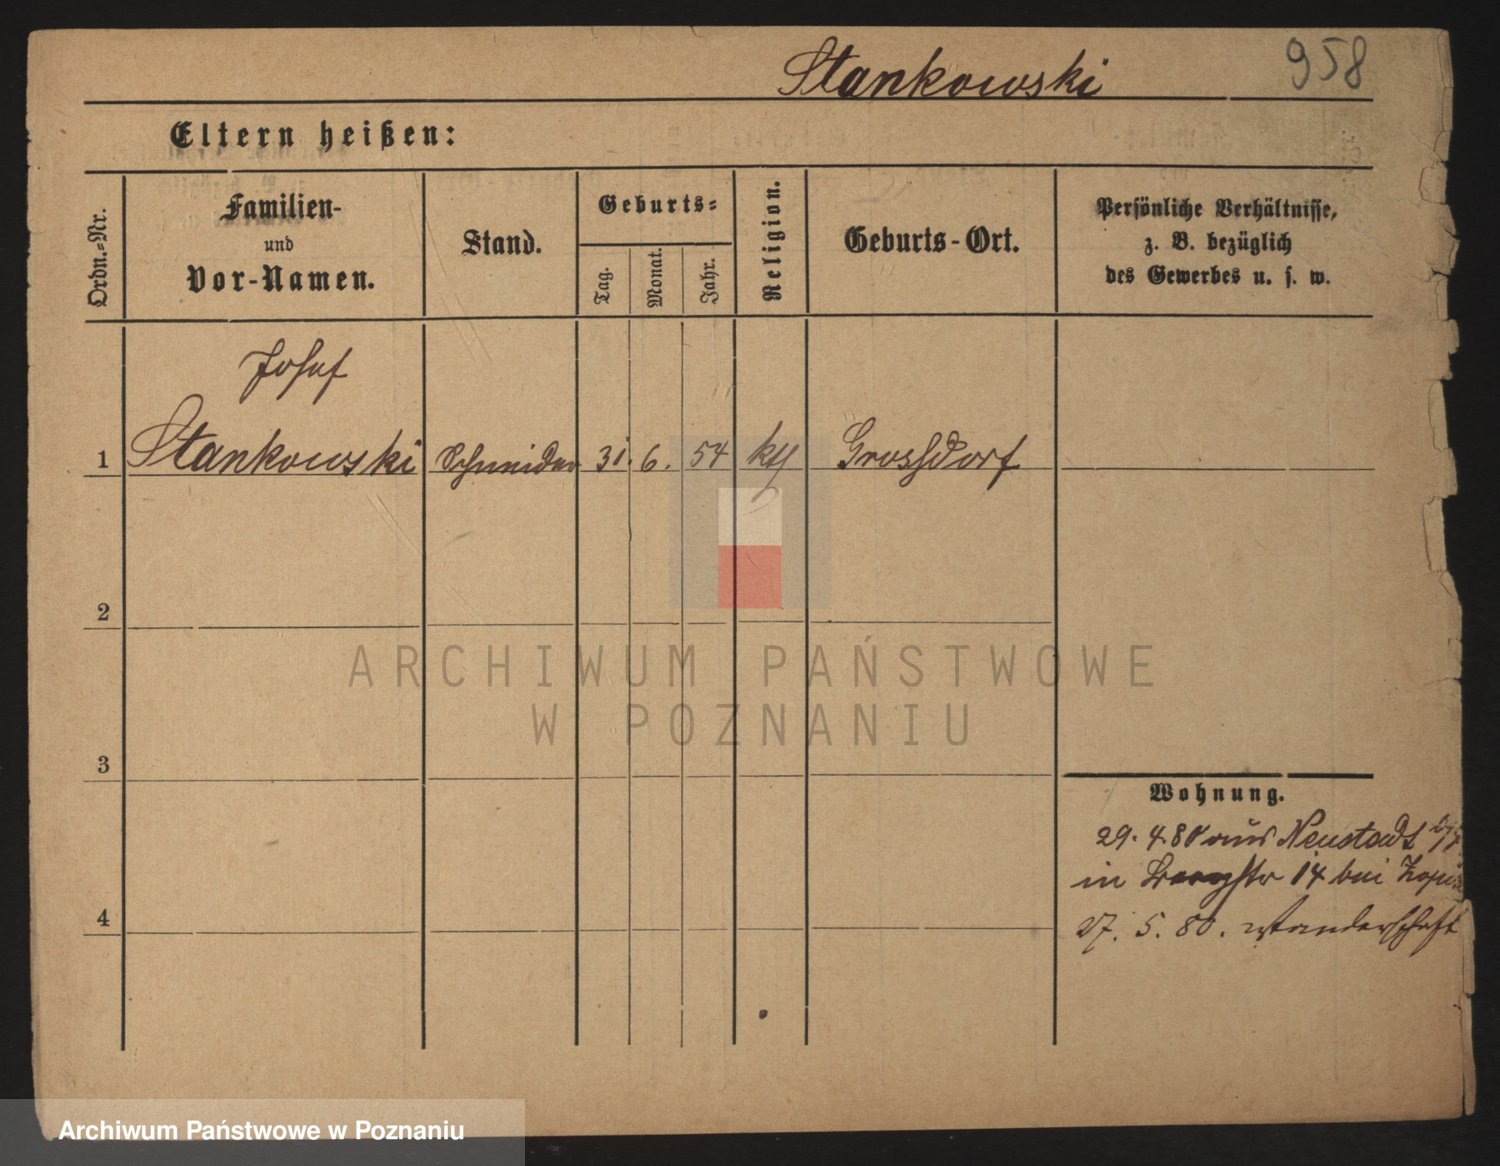 Stankowski 958
Eltern heißen:
Ordn.=Nr.
Familien-
und
Vor-Namen.
Stand.
Geburts=
Tag.
Monat.
Jahr.
Religion.
Geburts-Ort.
Persönliche Verhältnisse,
z. B. bezüglich
des Gewerbes u. s. w.
Josef
1 Stankowski Schneider 31. 6. 54 kth Grossdorf
2
ARCHIWUM PAŃSTWOWE
W POZNANIU
3
Wohnung.
29. 4. 80 aus Neustadt
in 14 bei
4
27. 5. 80. Wanderschaft
Archiwum Państwowe w Poznaniu